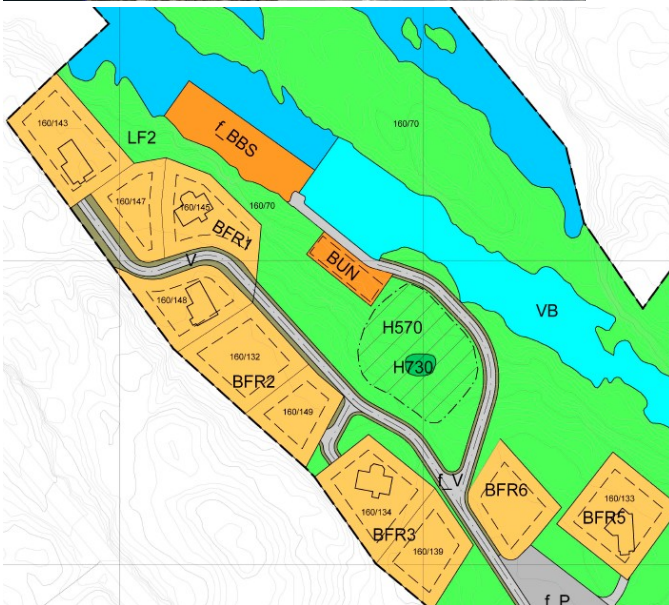 160/143
LF2
f_BBS
160/70
160/147
160/145
160/70
BFR1
V
BUN
160/148
VB
H570
160/132
H730
BFR2
160/149
f_V
BFR6
160/133
160/134
BFR5
BFR3
160/139
f_P